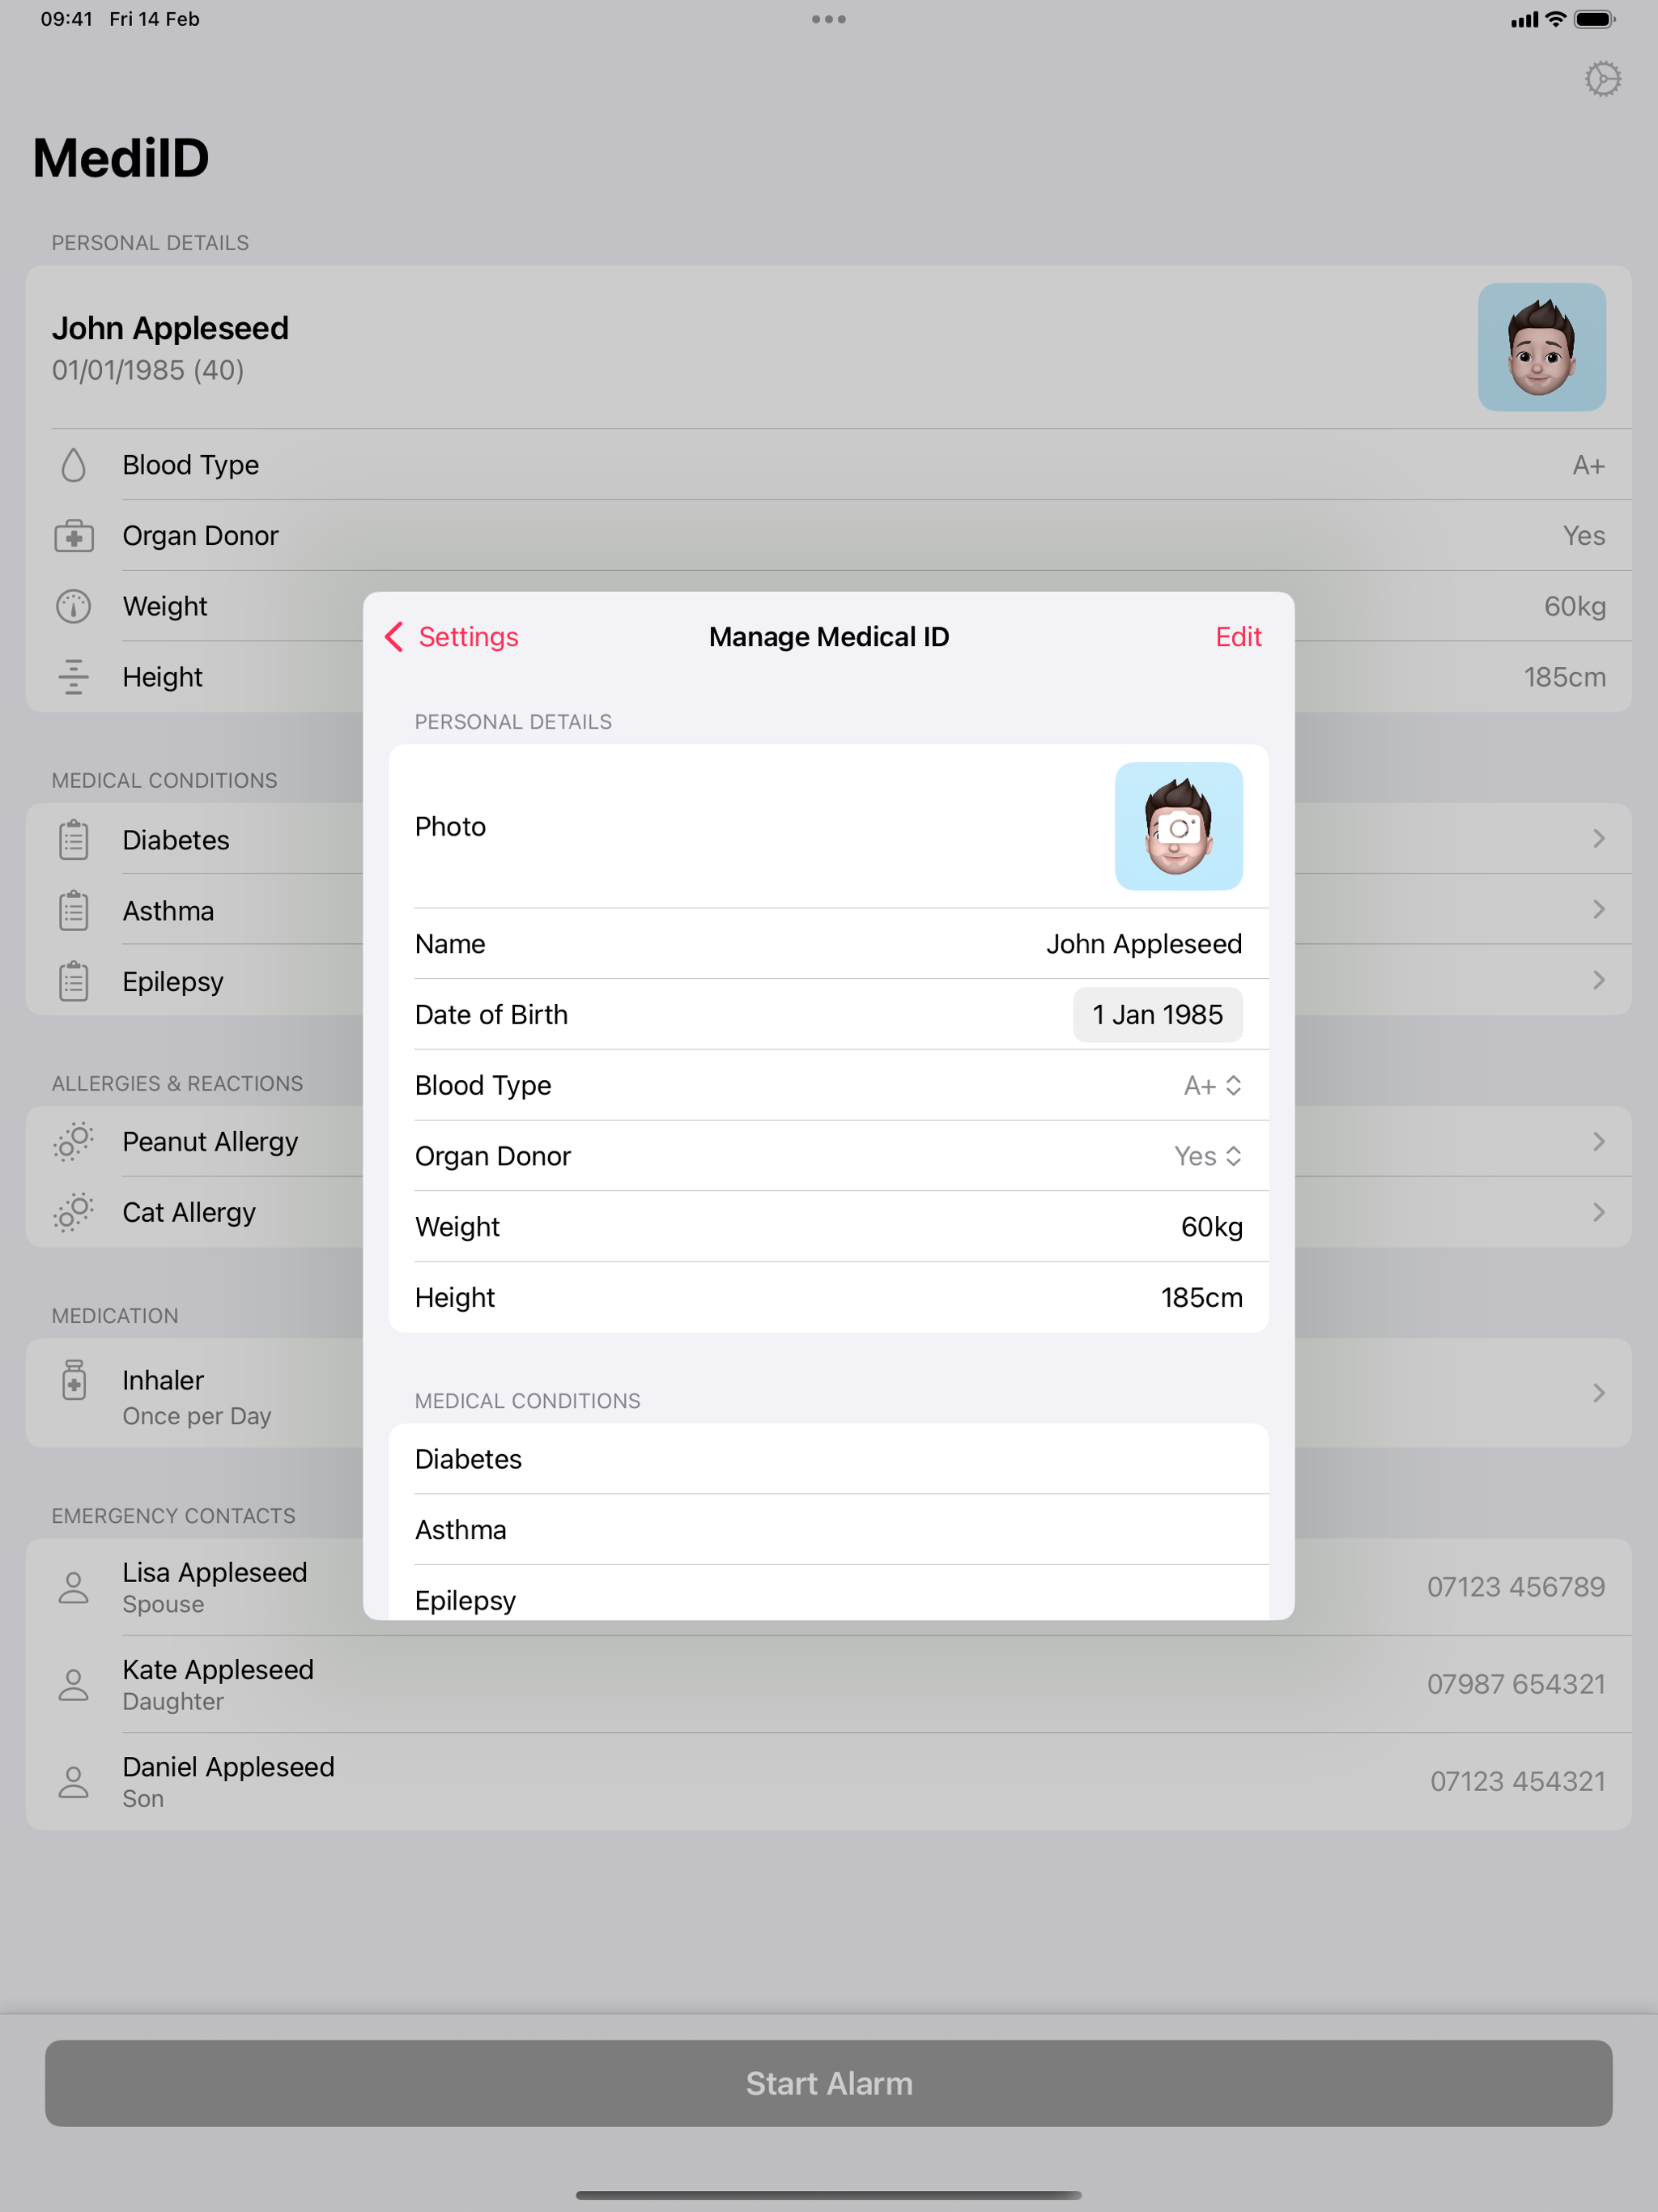 09:41 Fri 14 Feb
MediID
PERSONAL DETAILS
John Appleseed
01/01/1985 (40)
Blood Type A+
Organ Donor Yes
Weight 60kg
Height 185cm
MEDICAL CONDITIONS
Diabetes
Asthma
Epilepsy
ALLERGIES & REACTIONS
Peanut Allergy
Cat Allergy
MEDICATION
Inhaler
Once per Day
EMERGENCY CONTACTS
Lisa Appleseed
Spouse
07123 456789
Kate Appleseed
Daughter
07987 654321
Daniel Appleseed
Son
07123 454321
Start Alarm
Settings Manage Medical ID Edit
PERSONAL DETAILS
Photo
Name John Appleseed
Date of Birth 1 Jan 1985
Blood Type A+
Organ Donor Yes
Weight 60kg
Height 185cm
MEDICAL CONDITIONS
Diabetes
Asthma
Epilepsy